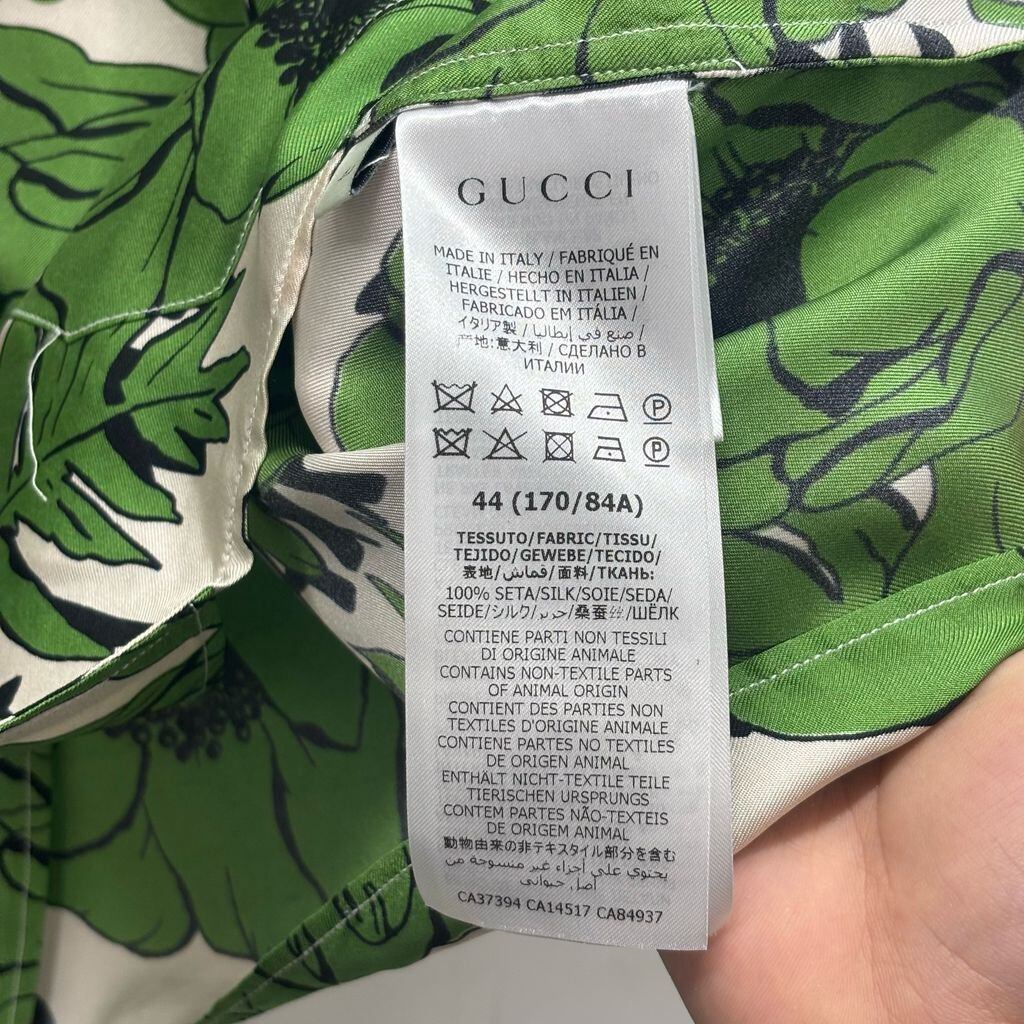 GUCCI
MADE IN ITALY / FABRIQUÉ EN
ITALIE / HECHO EN ITALIA /
HERGESTELLT IN ITALIEN /
FABRICADO EM ITÁLIA /
イタリア製 / صنع في إيطاليا /
产地:意大利 / СДЕЛАНО В
ИТАЛИИ
44 (170/84A)
TESSUTO/FABRIC/TISSU/
TEJIDO/GEWEBE/TECIDO/
表地/قماش/面料/ТКАНЬ:
100% SETA/SILK/SOIE/SEDA/
SEIDE/シルク/حرير/桑蚕丝/ШЁЛК
CONTIENE PARTI NON TESSILI
DI ORIGINE ANIMALE
CONTAINS NON-TEXTILE PARTS
OF ANIMAL ORIGIN
CONTIENT DES PARTIES NON
TEXTILES D'ORIGINE ANIMALE
CONTIENE PARTES NO TEXTILES
DE ORIGEN ANIMAL
ENTHÄLT NICHT-TEXTILE TEILE
TIERISCHEN URSPRUNGS
CONTEM PARTES NÃO-TEXTEIS
DE ORIGEM ANIMAL
動物由来の非テキスタイル部分を含む
يحتوي على أجزاء غير منسوجة من
أصل حيواني
CA37394 CA14517 CA84937